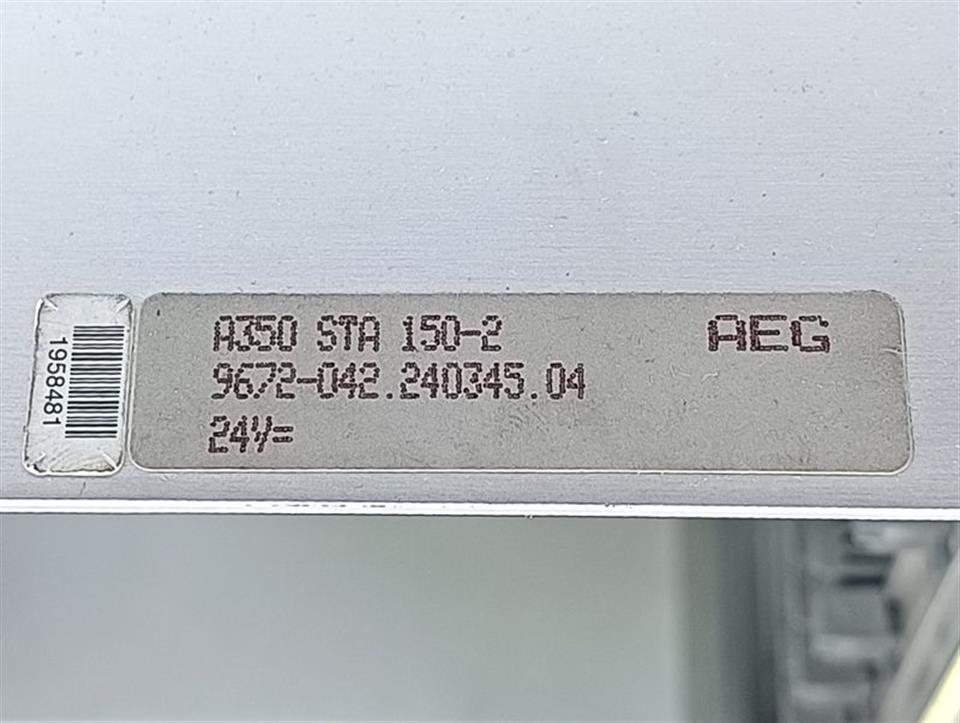 1958481
A350 STA 150-2 AEG
9672-042.240345.04
24V=